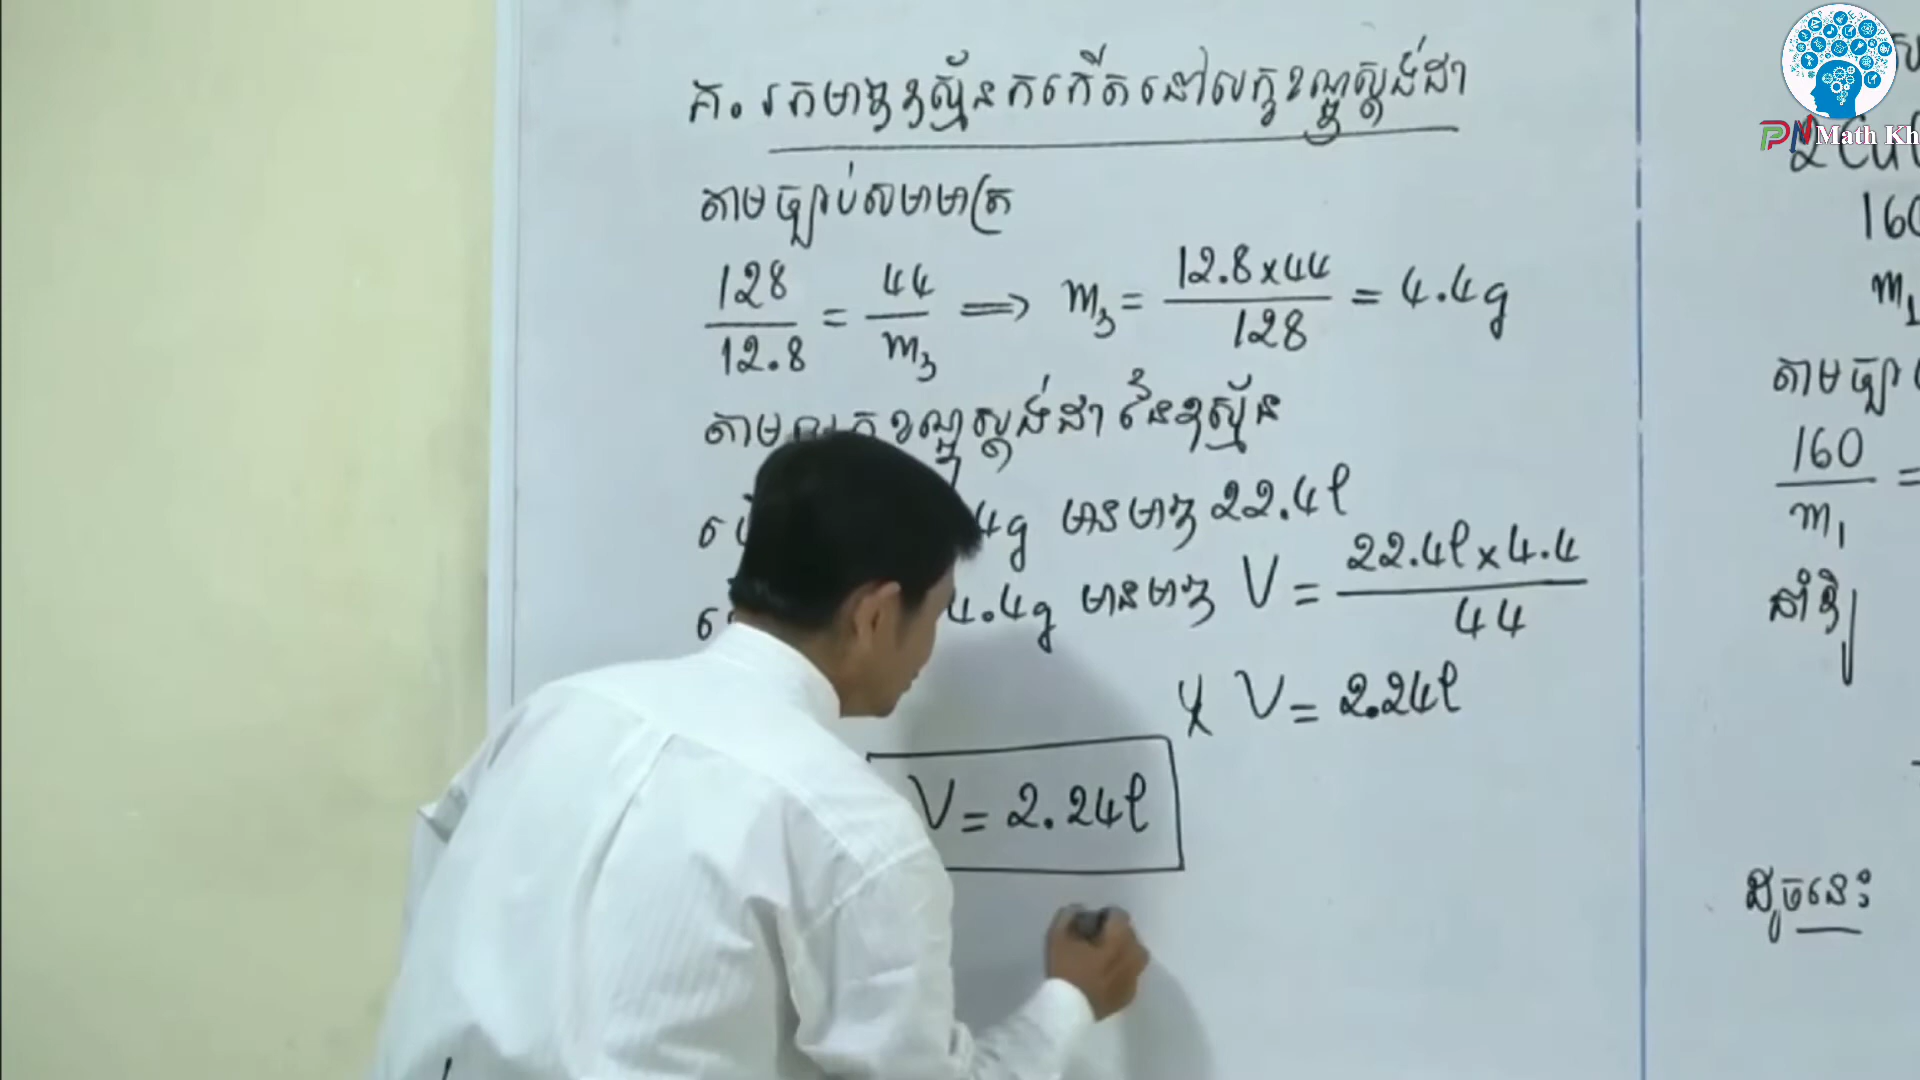 គ. រកមាឌឧស្ម័នកកើតនៅលក្ខខណ្ឌស្តង់ដា
តាមច្បាប់សមាមាត្រ
128/12.8 = 44/m₃ ⟹ m₃ = 12.8×44/128 = 4.4g
តាមលក្ខខណ្ឌស្តង់ដា នៃឧស្ម័ន
4g មានមាឌ 22.4ℓ
4.4g មានមាឌ V = 22.4ℓ×4.4/44
V = 2.24ℓ
V = 2.24ℓ
PN Math Kh
2Cu
160
m₁
តាមច្បា
160/m₁ =
នាំឱ្យ
ដូចនេះ